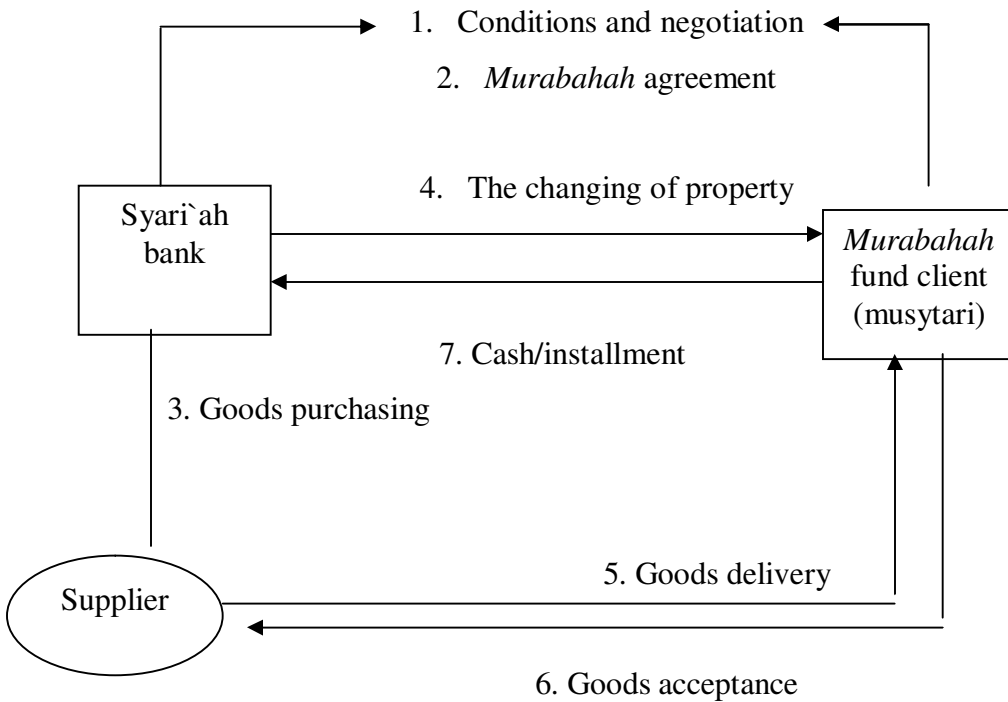 1. Conditions and negotiation
2. Murabahah agreement
4. The changing of property
Syari`ah
bank
Murabahah
fund client
(musytari)
7. Cash/installment
3. Goods purchasing
5. Goods delivery
Supplier
6. Goods acceptance